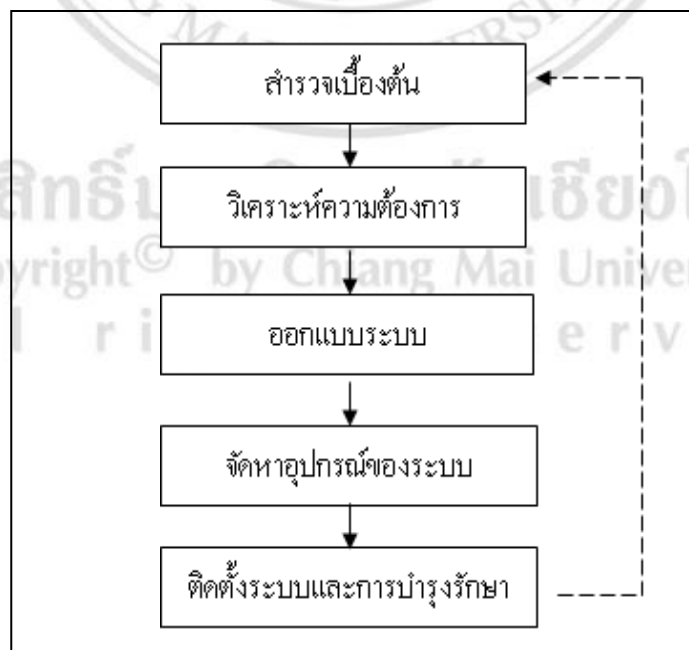 สำรวจเบื้องต้น
วิเคราะห์ความต้องการ
ออกแบบระบบ
จัดหาอุปกรณ์ของระบบ
ติดตั้งระบบและการบำรุงรักษา
by Chiang Mai